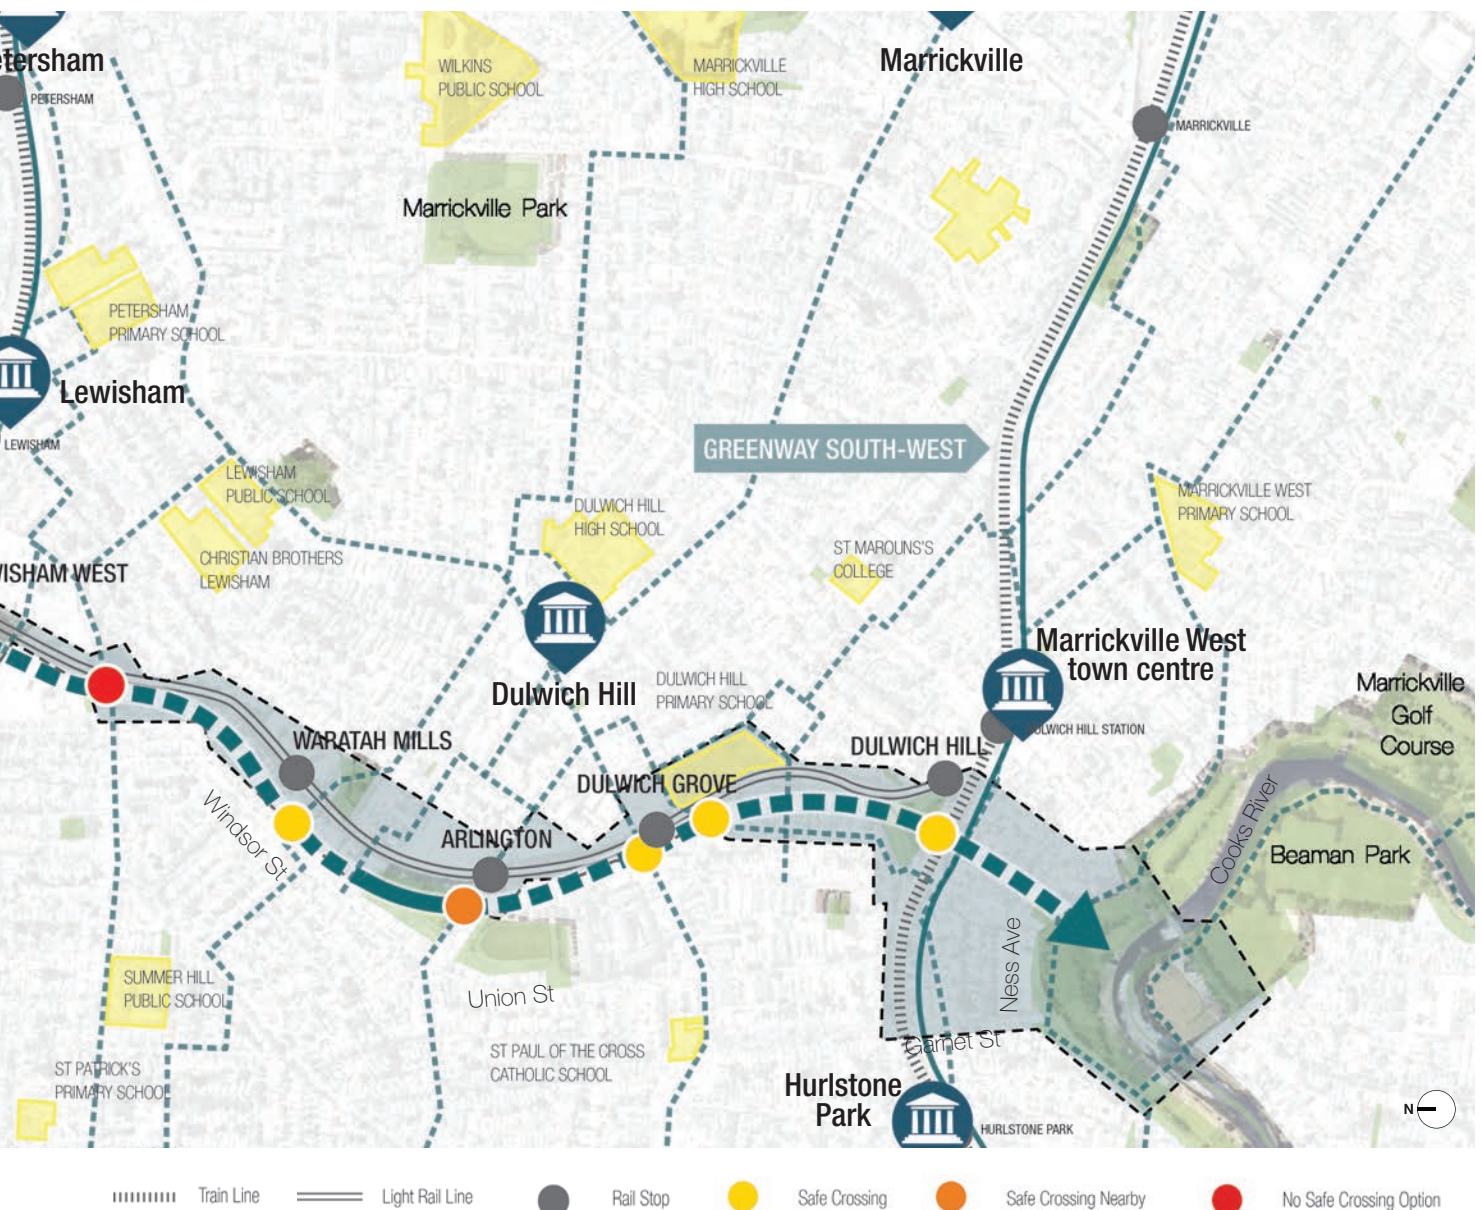 etersham
PETERSHAM
WILKINS
PUBLIC SCHOOL
MARRICKVILLE
HIGH SCHOOL
Marrickville
MARRICKVILLE
Marrickville Park
PETERSHAM
PRIMARY SCHOOL
Lewisham
LEWISHAM
GREENWAY SOUTH-WEST
LEWISHAM
PUBLIC SCHOOL
DULWICH HILL
HIGH SCHOOL
MARRICKVILLE WEST
PRIMARY SCHOOL
CHRISTIAN BROTHERS
LEWISHAM
ST MAROUNS'S
COLLEGE
ISHAM WEST
Marrickville West
town centre
Dulwich Hill
DULWICH HILL
PRIMARY SCHOOL
Marrickville
Golf
Course
WARATAH MILLS
DULWICH HILL
ULWICH HILL STATION
DULWICH GROVE
Windsor St
ARLINGTON
Cooks River
Beaman Park
Ness Ave
SUMMER HILL
PUBLIC SCHOOL
Union St
Garnet St
ST PAUL OF THE CROSS
CATHOLIC SCHOOL
ST PATRICK'S
PRIMARY SCHOOL
Hurlstone
Park
HURLSTONE PARK
N
Train Line
Light Rail Line
Rail Stop
Safe Crossing
Safe Crossing Nearby
No Safe Crossing Option